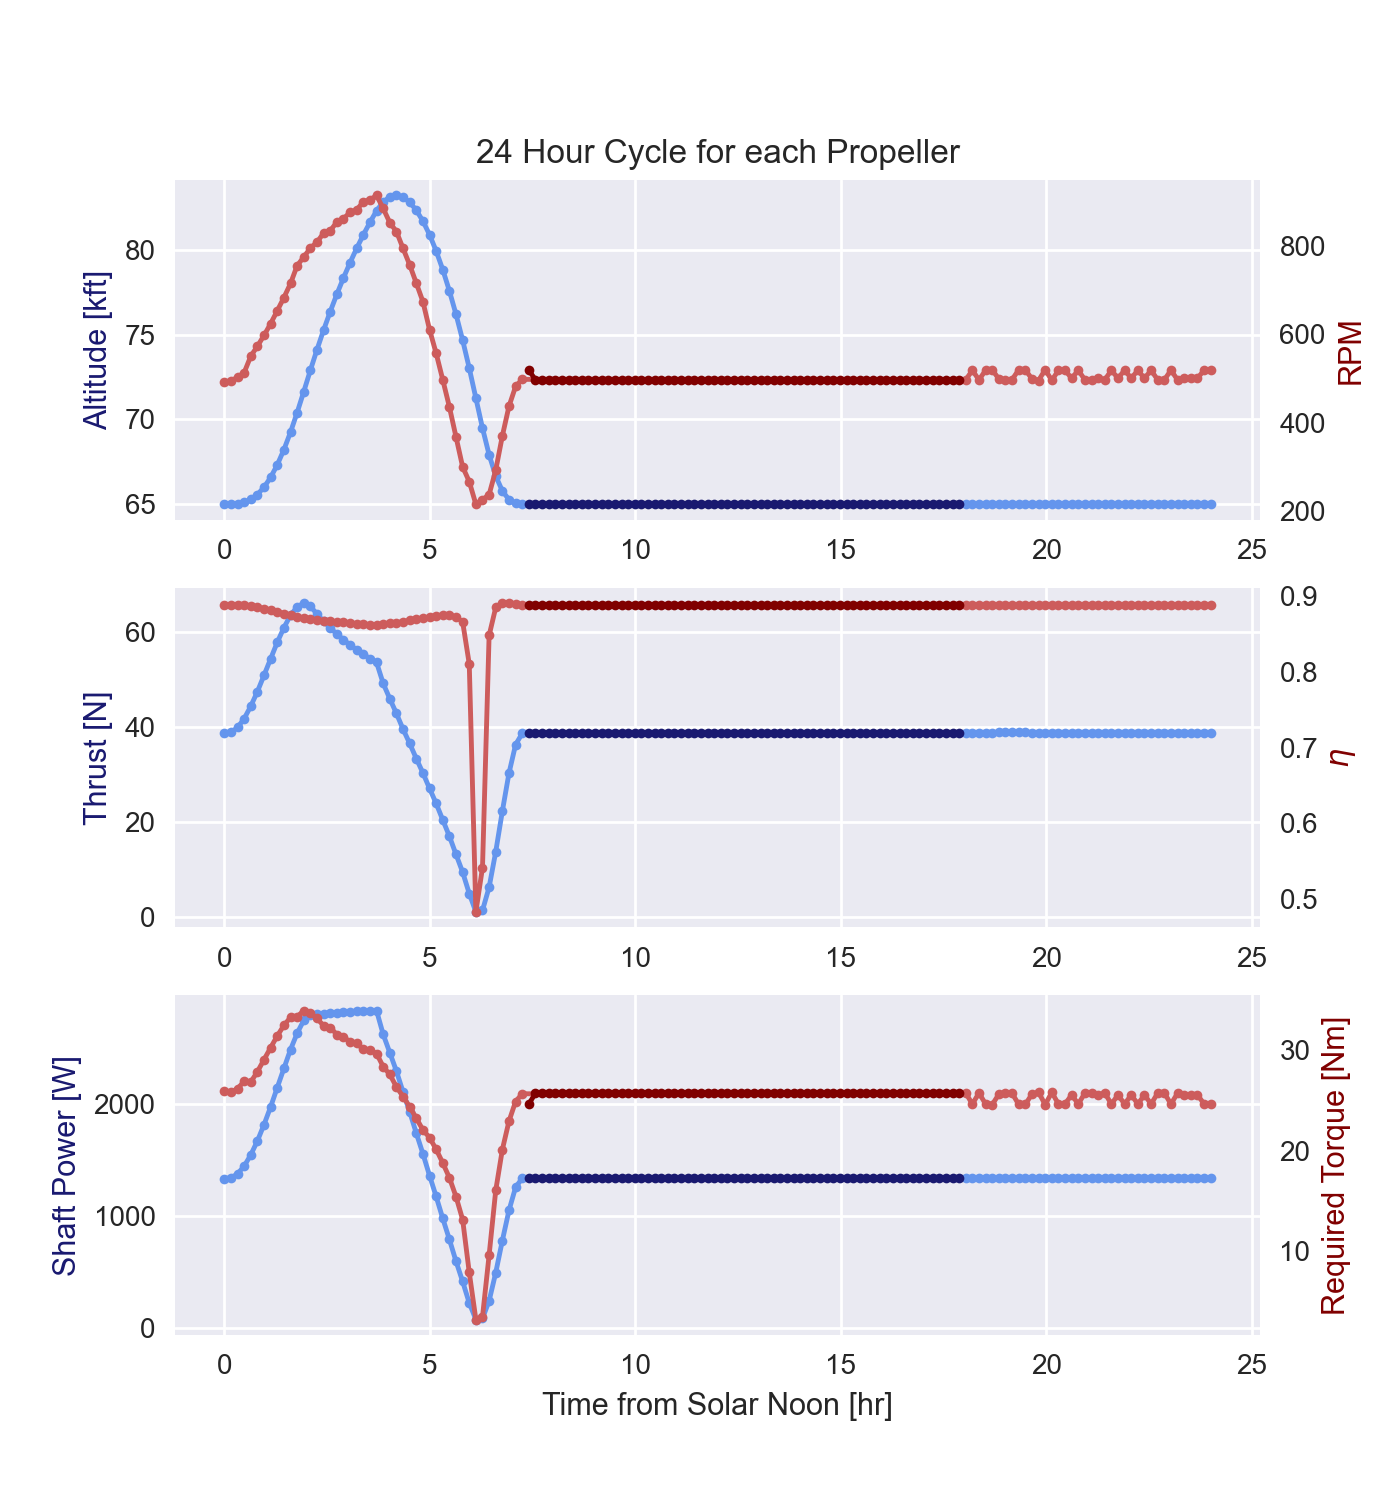 24 Hour Cycle for each Propeller
80
75
70
65
Altitude [kft]
800
600
400
200
RPM
0 5 10 15 20 25
60
40
20
0
Thrust [N]
0.9
0.8
0.7
0.6
0.5
η
0 5 10 15 20 25
2000
1000
0
Shaft Power [W]
30
20
10
Required Torque [Nm]
0 5 10 15 20 25
Time from Solar Noon [hr]